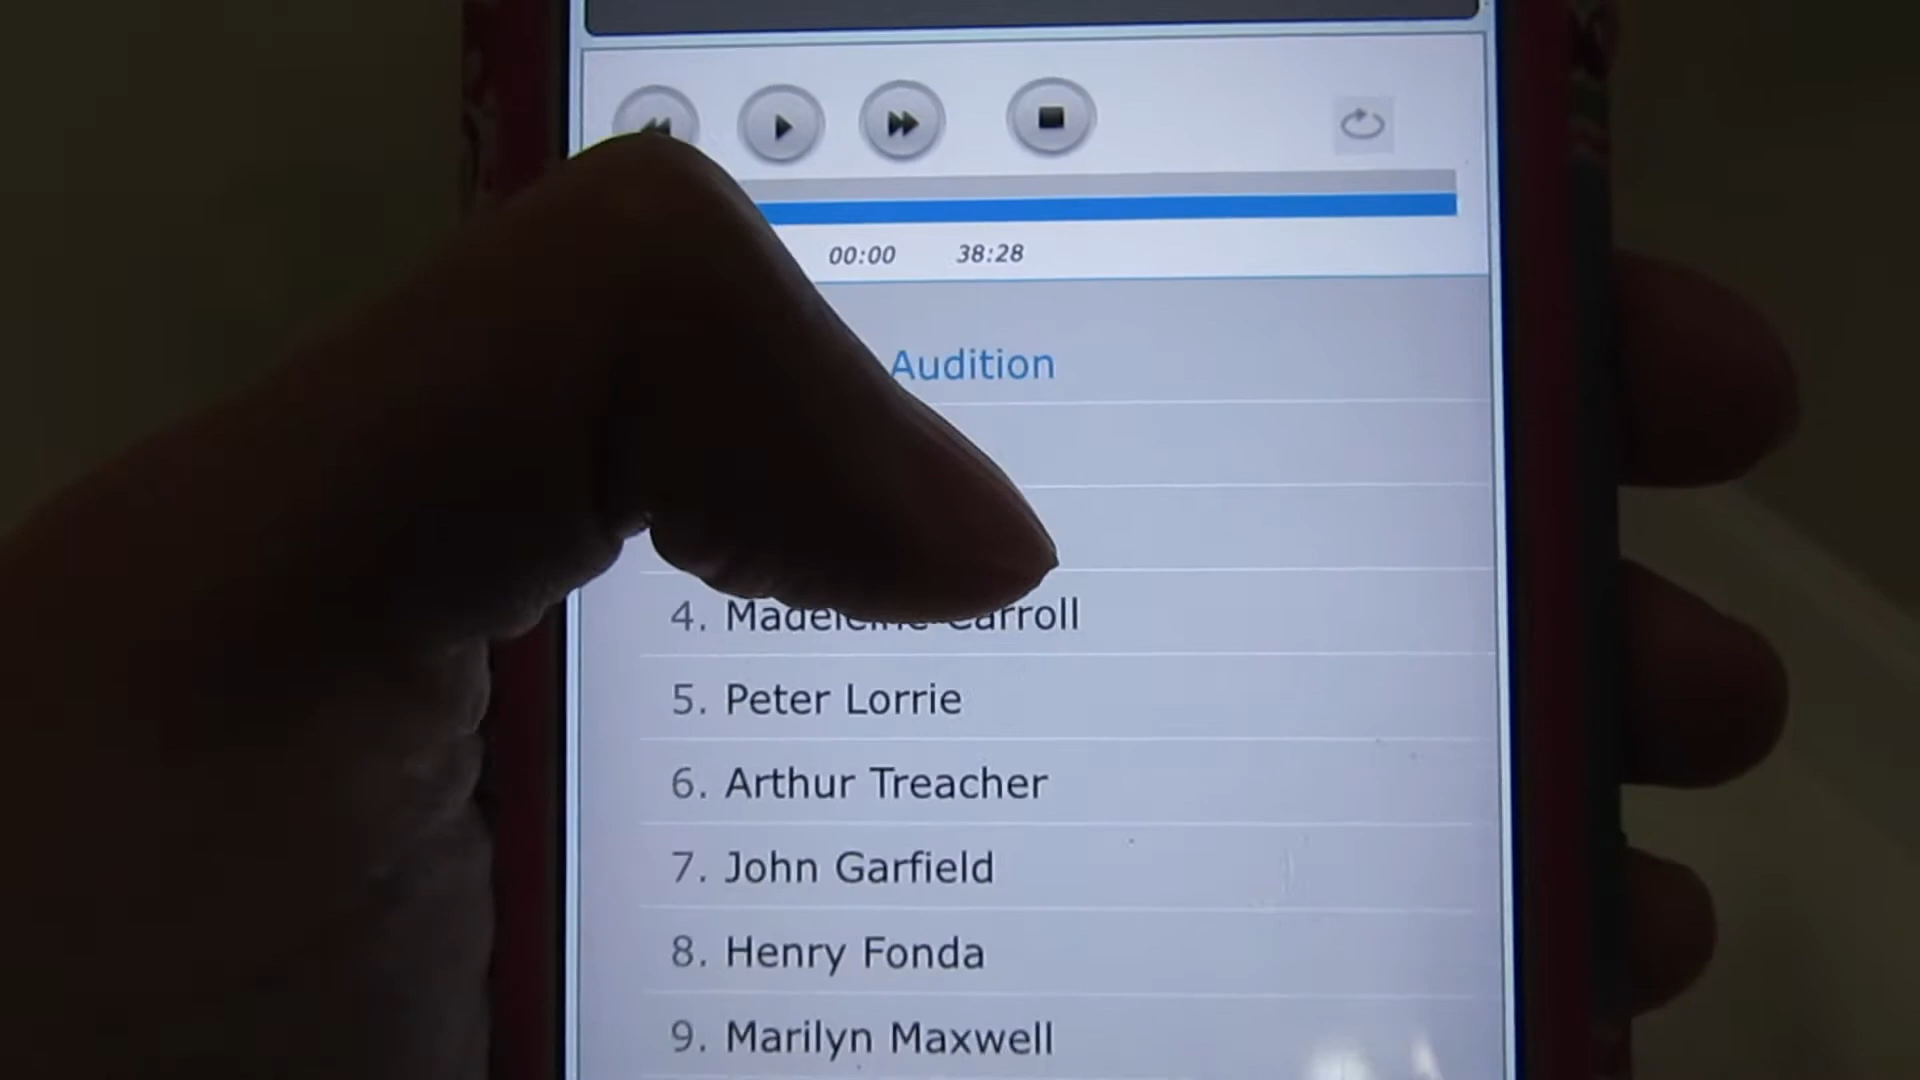 00:00 38:28
Audition
4. Madeleine Carroll
5. Peter Lorrie
6. Arthur Treacher
7. John Garfield
8. Henry Fonda
9. Marilyn Maxwell